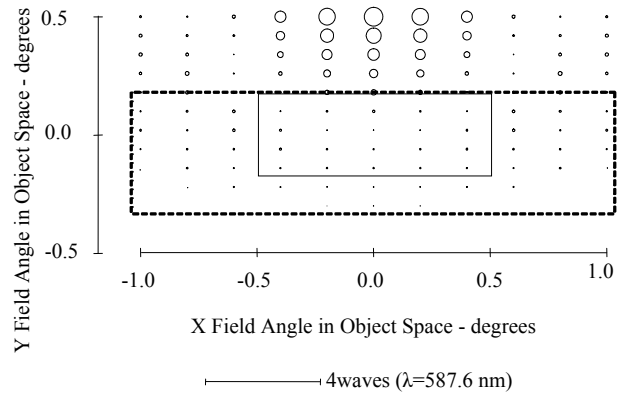 Y Field Angle in Object Space - degrees
0.5
0.0
-0.5
-1.0 -0.5 0.0 0.5 1.0
X Field Angle in Object Space - degrees
4waves (λ=587.6 nm)